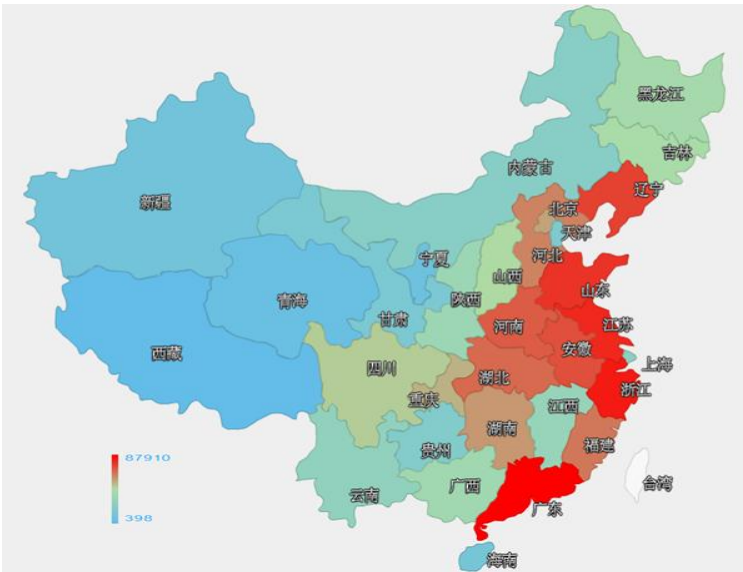 黑龙江
吉林
内蒙古
辽宁
新疆
北京
天津
宁夏
河北
山西
青海
陕西
山东
甘肃
河南
江苏
西藏
安徽
四川
上海
湖北
浙江
重庆
江西
湖南
福建
贵州
87910
广西
台湾
云南
广东
398
海南